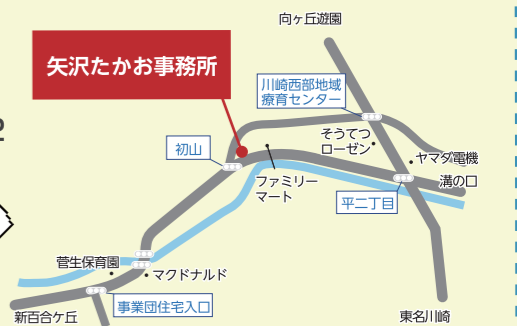 向ヶ丘遊園
矢沢たかお事務所
川崎西部地域
療育センター
そうてつ
ローゼン
初山
ヤマダ電機
溝の口
ファミリー
マート
平二丁目
菅生保育園
マクドナルド
事業団住宅入口
新百合ケ丘
東名川崎